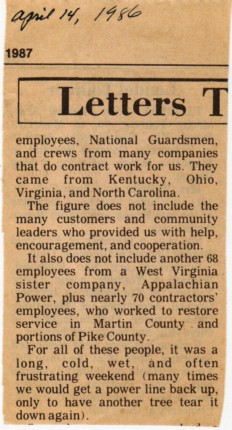 april 14, 1986
1987
Letters T
employees, National Guardsmen,
and crews from many companies
that do contract work for us. They
came from Kentucky, Ohio,
Virginia, and North Carolina.
The figure does not include the
many customers and community
leaders who provided us with help,
encouragement, and cooperation.
It also does not include another 68
employees from a West Virginia
sister company, Appalachian
Power, plus nearly 70 contractors'
employees, who worked to restore
service in Martin County and
portions of Pike County.
For all of these people, it was a
long, cold, wet, and often
frustrating weekend (many times
we would get a power line back up,
only to have another tree tear it
down again).